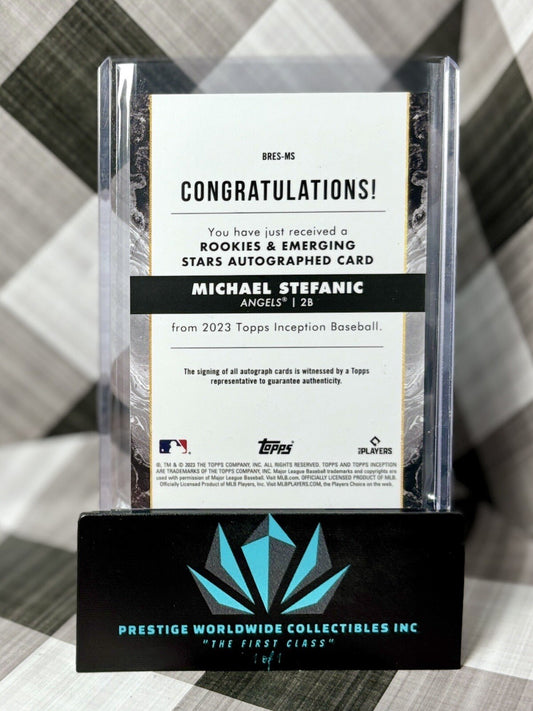 BRES-MS
CONGRATULATIONS!
You have just received a
ROOKIES & EMERGING
STARS AUTOGRAPHED CARD
MICHAEL STEFANIC
ANGELS® | 2B
from 2023 Topps Inception Baseball.
The signing of all autograph cards is witnessed by a Topps
representative to guarantee authenticity.
Topps
PLAYERS
®, TM & © 2023 THE TOPPS COMPANY, INC. ALL RIGHTS RESERVED. TOPPS AND TOPPS INCEPTION
ARE TRADEMARKS OF THE TOPPS COMPANY, INC. Major League Baseball trademarks and copyrights are
used with permission of Major League Baseball. Visit MLB.com. OFFICIALLY LICENSED PRODUCT OF MLB.
Officially Licensed Product of MLB Players, Inc. Visit MLBPLAYERS.COM, the Players Choice on the web.
PRESTIGE WORLDWIDE COLLECTIBLES INC
"THE FIRST CLASS"
1 of 1